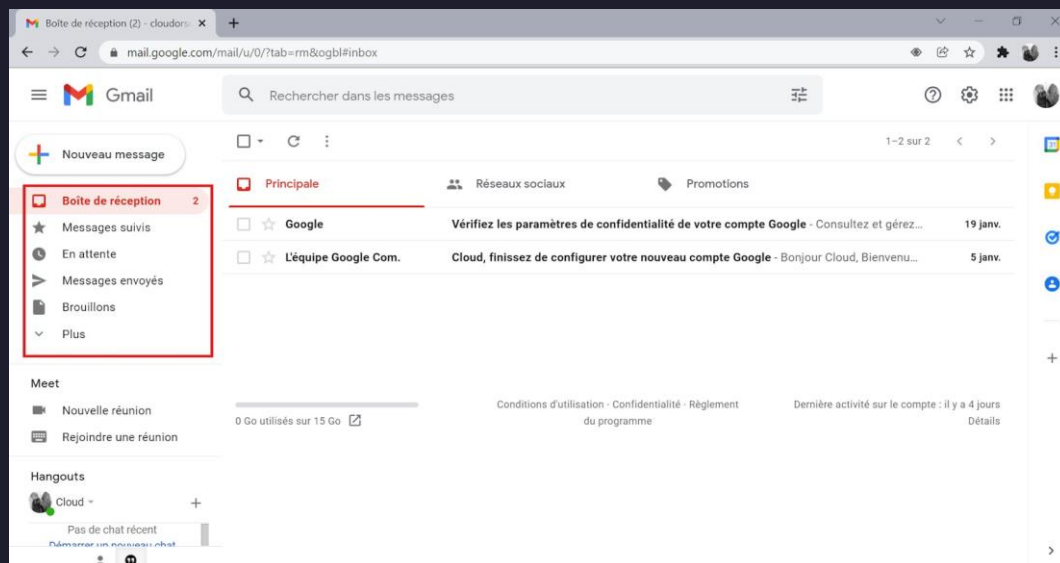 Boîte de réception (2) - cloudors
mail.google.com/mail/u/0/?tab=rm&ogbl#inbox
Gmail
Rechercher dans les messages
Nouveau message
1–2 sur 2
Boîte de réception 2
Messages suivis
En attente
Messages envoyés
Brouillons
Plus
Principale
Réseaux sociaux
Promotions
Google Vérifiez les paramètres de confidentialité de votre compte Google - Consultez et gérez... 19 janv.
L'équipe Google Com. Cloud, finissez de configurer votre nouveau compte Google - Bonjour Cloud, Bienvenu... 5 janv.
Meet
Nouvelle réunion
Rejoindre une réunion
0 Go utilisés sur 15 Go
Conditions d'utilisation - Confidentialité - Règlement
du programme
Dernière activité sur le compte : il y a 4 jours
Détails
Hangouts
Cloud
Pas de chat récent
Démarrer un nouveau chat